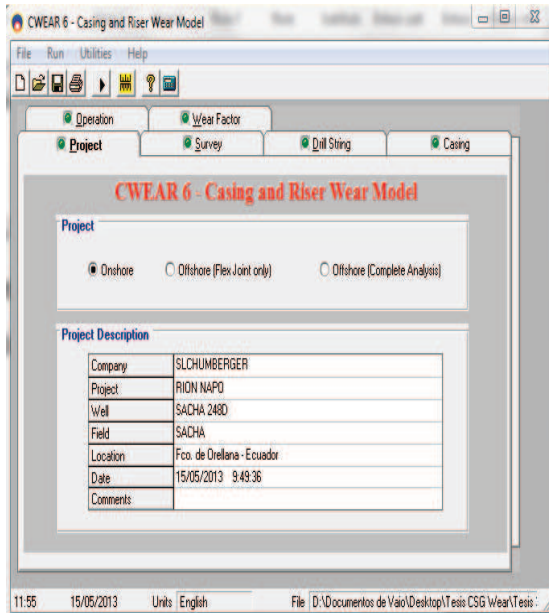 CWEAR 6 - Casing and Riser Wear Model
File Run Utilities Help
Operation Wear Factor
Project Survey Drill String Casing
CWEAR 6 - Casing and Riser Wear Model
Project
Onshore Offshore (Flex Joint only) Offshore (Complete Analysis)
Project Description
Company SLCHUMBERGER
Project RION NAPO
Well SACHA 248D
Field SACHA
Location Fco. de Orellana - Ecuador
Date 15/05/2013 9:49:36
Comments
11:55 15/05/2013 Units English File D:\Documentos de Vaio\Desktop\Tesis CSG Wear\Tesis